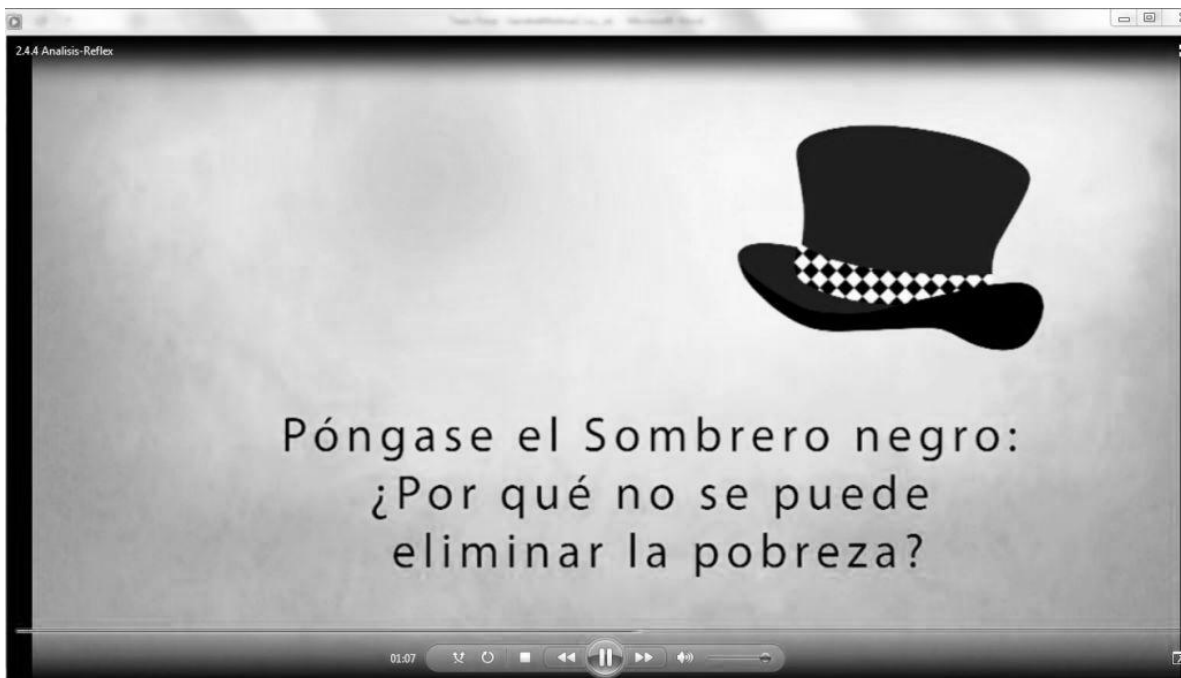 2.4.4 Analisis-Reflex
Póngase el Sombrero negro:
¿Por qué no se puede
eliminar la pobreza?
01:07